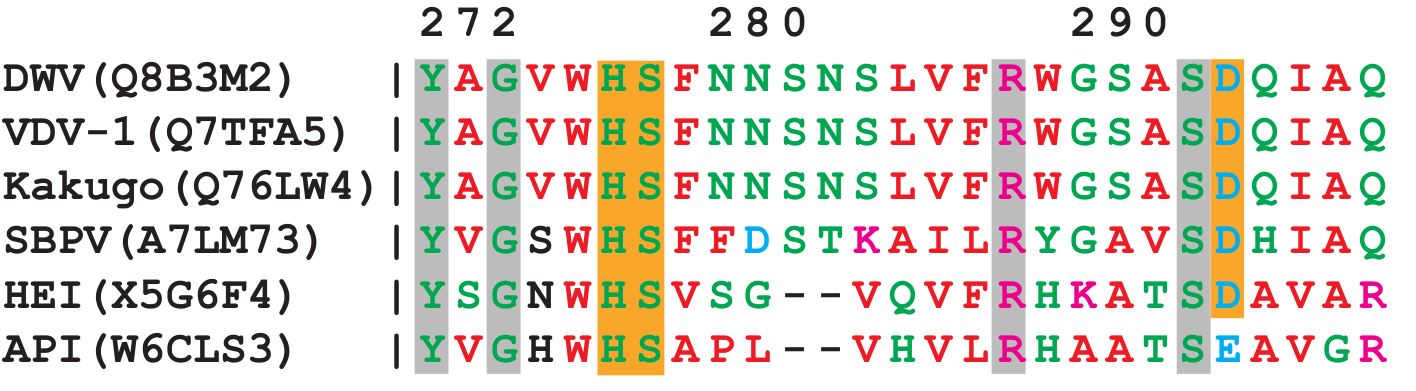 272 280 290
DWV(Q8B3M2) |YAGVWHSFNNSNSLVFRWGSASDQIAQ
VDV-1(Q7TFA5) |YAGVWHSFNNSNSLVFRWGSASDQIAQ
Kakugo(Q76LW4)|YAGVWHSFNNSNSLVFRWGSASDQIAQ
SBPV(A7LM73) |YVGSWHSFFDSTKAILRYGAVSDHIAQ
HEI(X5G6F4) |YSGNWHSVSG--VQVFRHKATSDAVAR
API(W6CLS3) |YVGHWHSAPL--VHVLRHAATSEAVGR